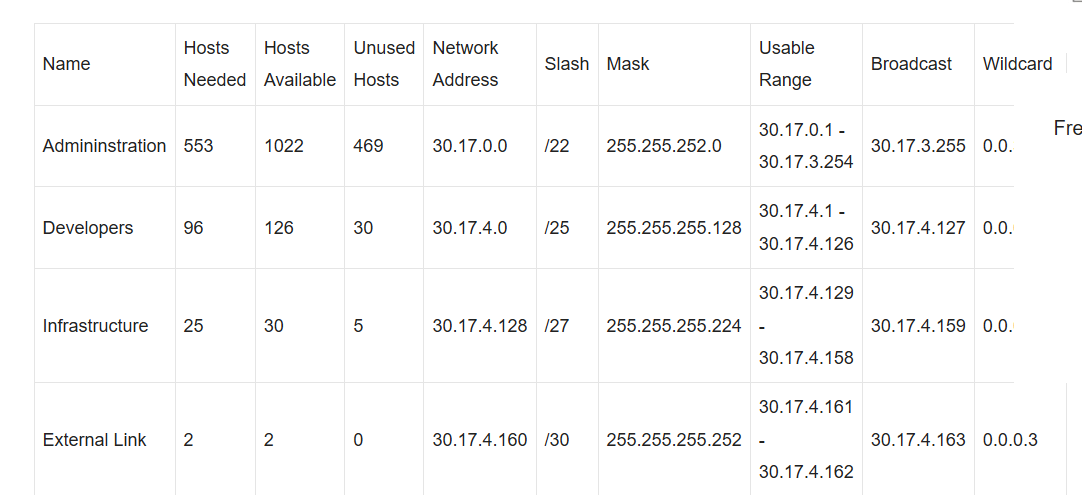 Name Hosts Needed Hosts Available Unused Hosts Network Address Slash Mask Usable Range Broadcast Wildcard
Fre
Admininstration 553 1022 469 30.17.0.0 /22 255.255.252.0 30.17.0.1 - 30.17.3.254 30.17.3.255 0.0.
Developers 96 126 30 30.17.4.0 /25 255.255.255.128 30.17.4.1 - 30.17.4.126 30.17.4.127 0.0.
Infrastructure 25 30 5 30.17.4.128 /27 255.255.255.224 30.17.4.129 - 30.17.4.158 30.17.4.159 0.0.
External Link 2 2 0 30.17.4.160 /30 255.255.255.252 30.17.4.161 - 30.17.4.162 30.17.4.163 0.0.0.3